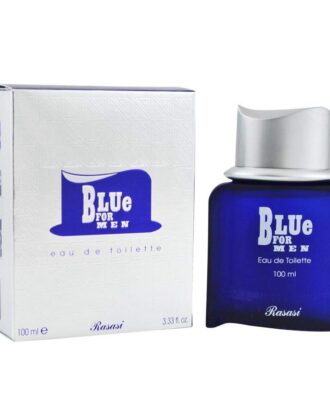 BLUe
FOR
MEN
eau de toilette
100 ml e
3.33 fl. oz.
Rasasi
BLUe
FOR
MEN
Eau de Toilette
100 ml
Rasasi